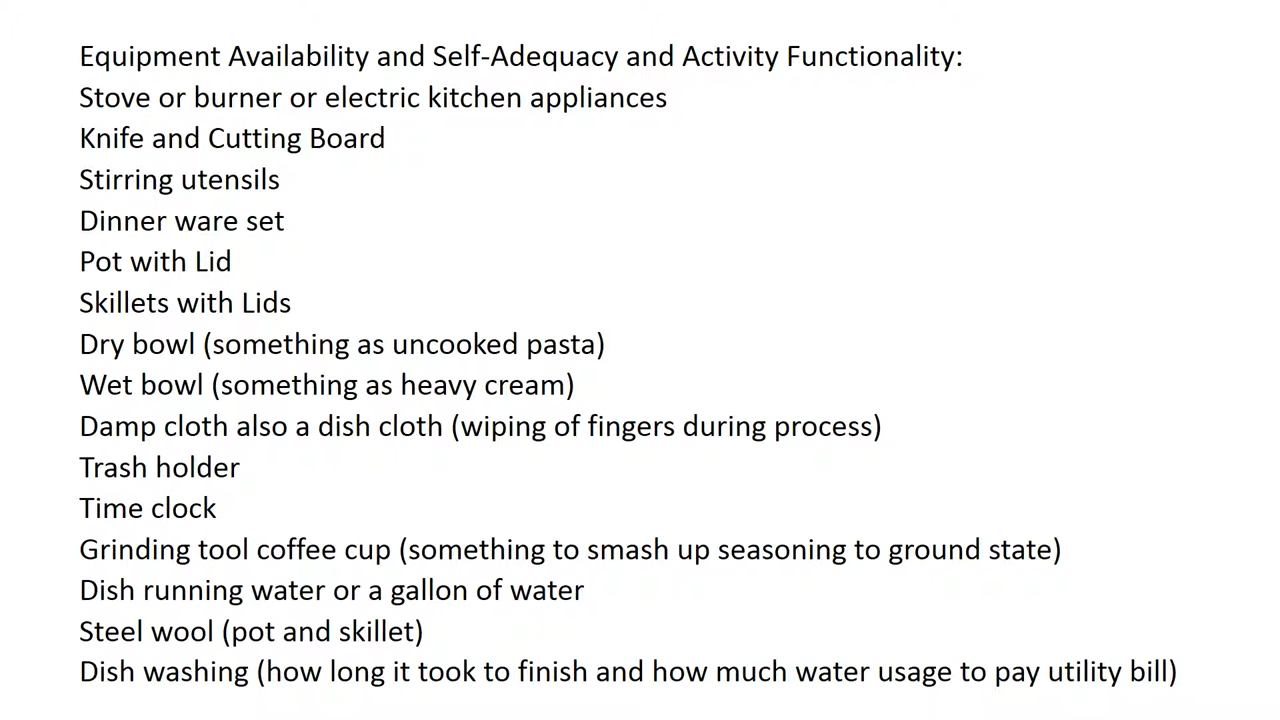 Equipment Availability and Self-Adequacy and Activity Functionality:
Stove or burner or electric kitchen appliances
Knife and Cutting Board
Stirring utensils
Dinner ware set
Pot with Lid
Skillets with Lids
Dry bowl (something as uncooked pasta)
Wet bowl (something as heavy cream)
Damp cloth also a dish cloth (wiping of fingers during process)
Trash holder
Time clock
Grinding tool coffee cup (something to smash up seasoning to ground state)
Dish running water or a gallon of water
Steel wool (pot and skillet)
Dish washing (how long it took to finish and how much water usage to pay utility bill)